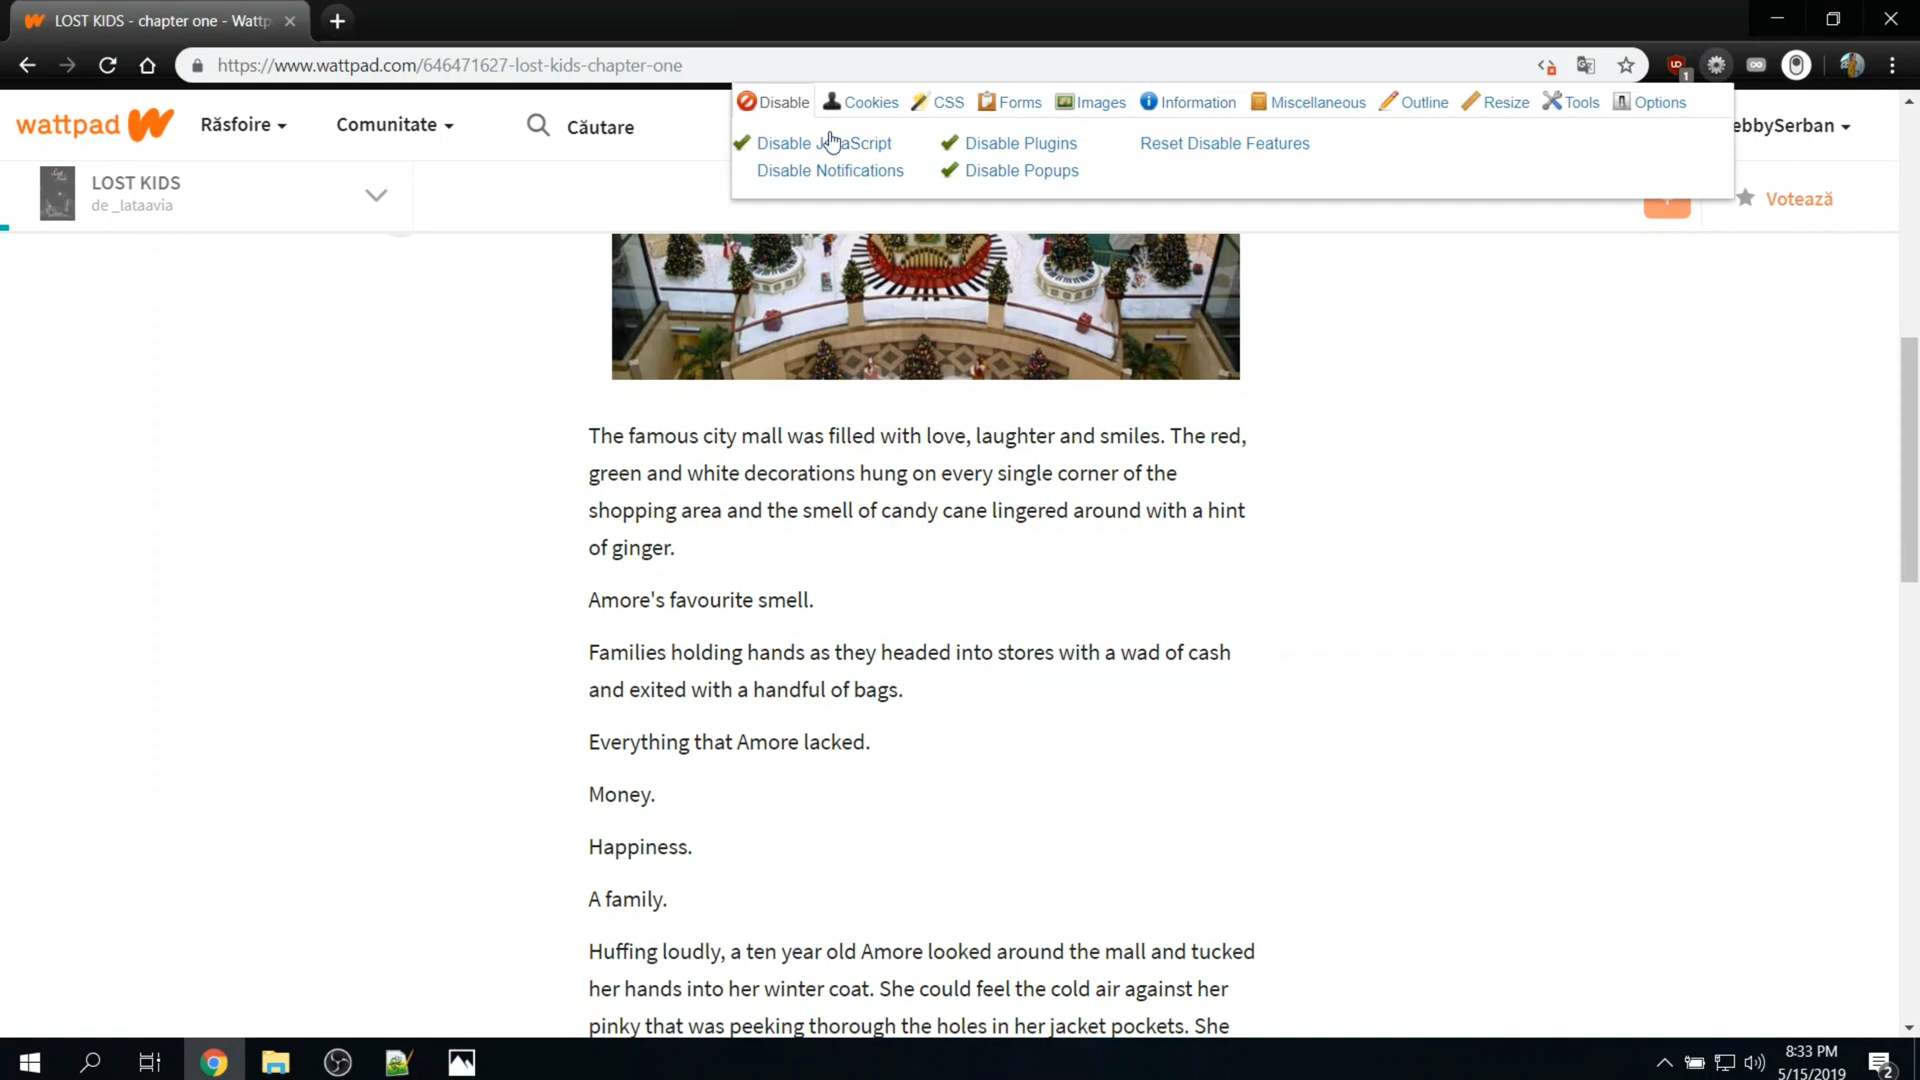 LOST KIDS - chapter one - Wattp
https://www.wattpad.com/646471627-lost-kids-chapter-one
UD
1
Disable Cookies CSS Forms Images Information Miscellaneous Outline Resize Tools Options
wattpad Răsfoire Comunitate Căutare
ebbySerban
Disable JavaScript Disable Plugins Reset Disable Features
Disable Notifications Disable Popups
LOST KIDS
de _lataavia
Votează
The famous city mall was filled with love, laughter and smiles. The red,
green and white decorations hung on every single corner of the
shopping area and the smell of candy cane lingered around with a hint
of ginger.
Amore's favourite smell.
Families holding hands as they headed into stores with a wad of cash
and exited with a handful of bags.
Everything that Amore lacked.
Money.
Happiness.
A family.
Huffing loudly, a ten year old Amore looked around the mall and tucked
her hands into her winter coat. She could feel the cold air against her
pinky that was peeking thorough the holes in her jacket pockets. She
8:33 PM
5/15/2019
2